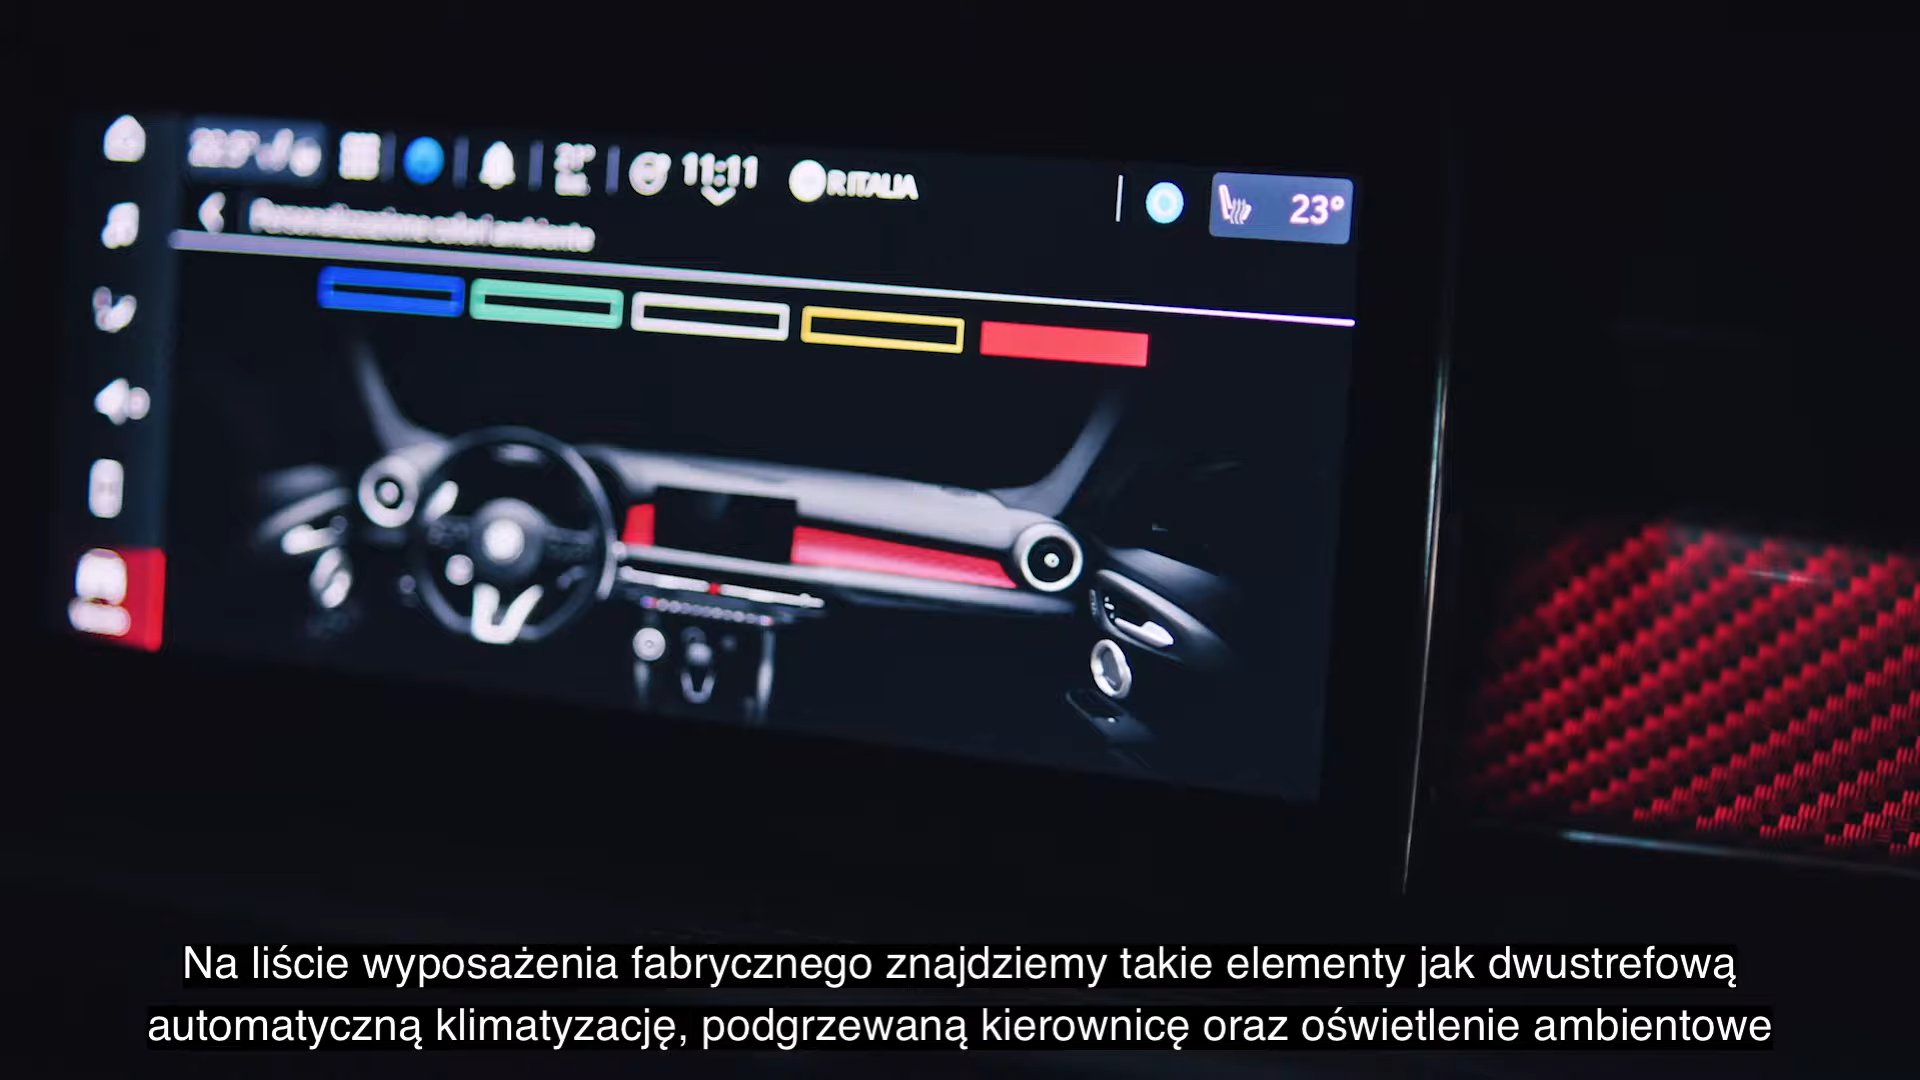 11:11
RITALIA
23°
Na liście wyposażenia fabrycznego znajdziemy takie elementy jak dwustrefową
automatyczną klimatyzację, podgrzewaną kierownicę oraz oświetlenie ambientowe